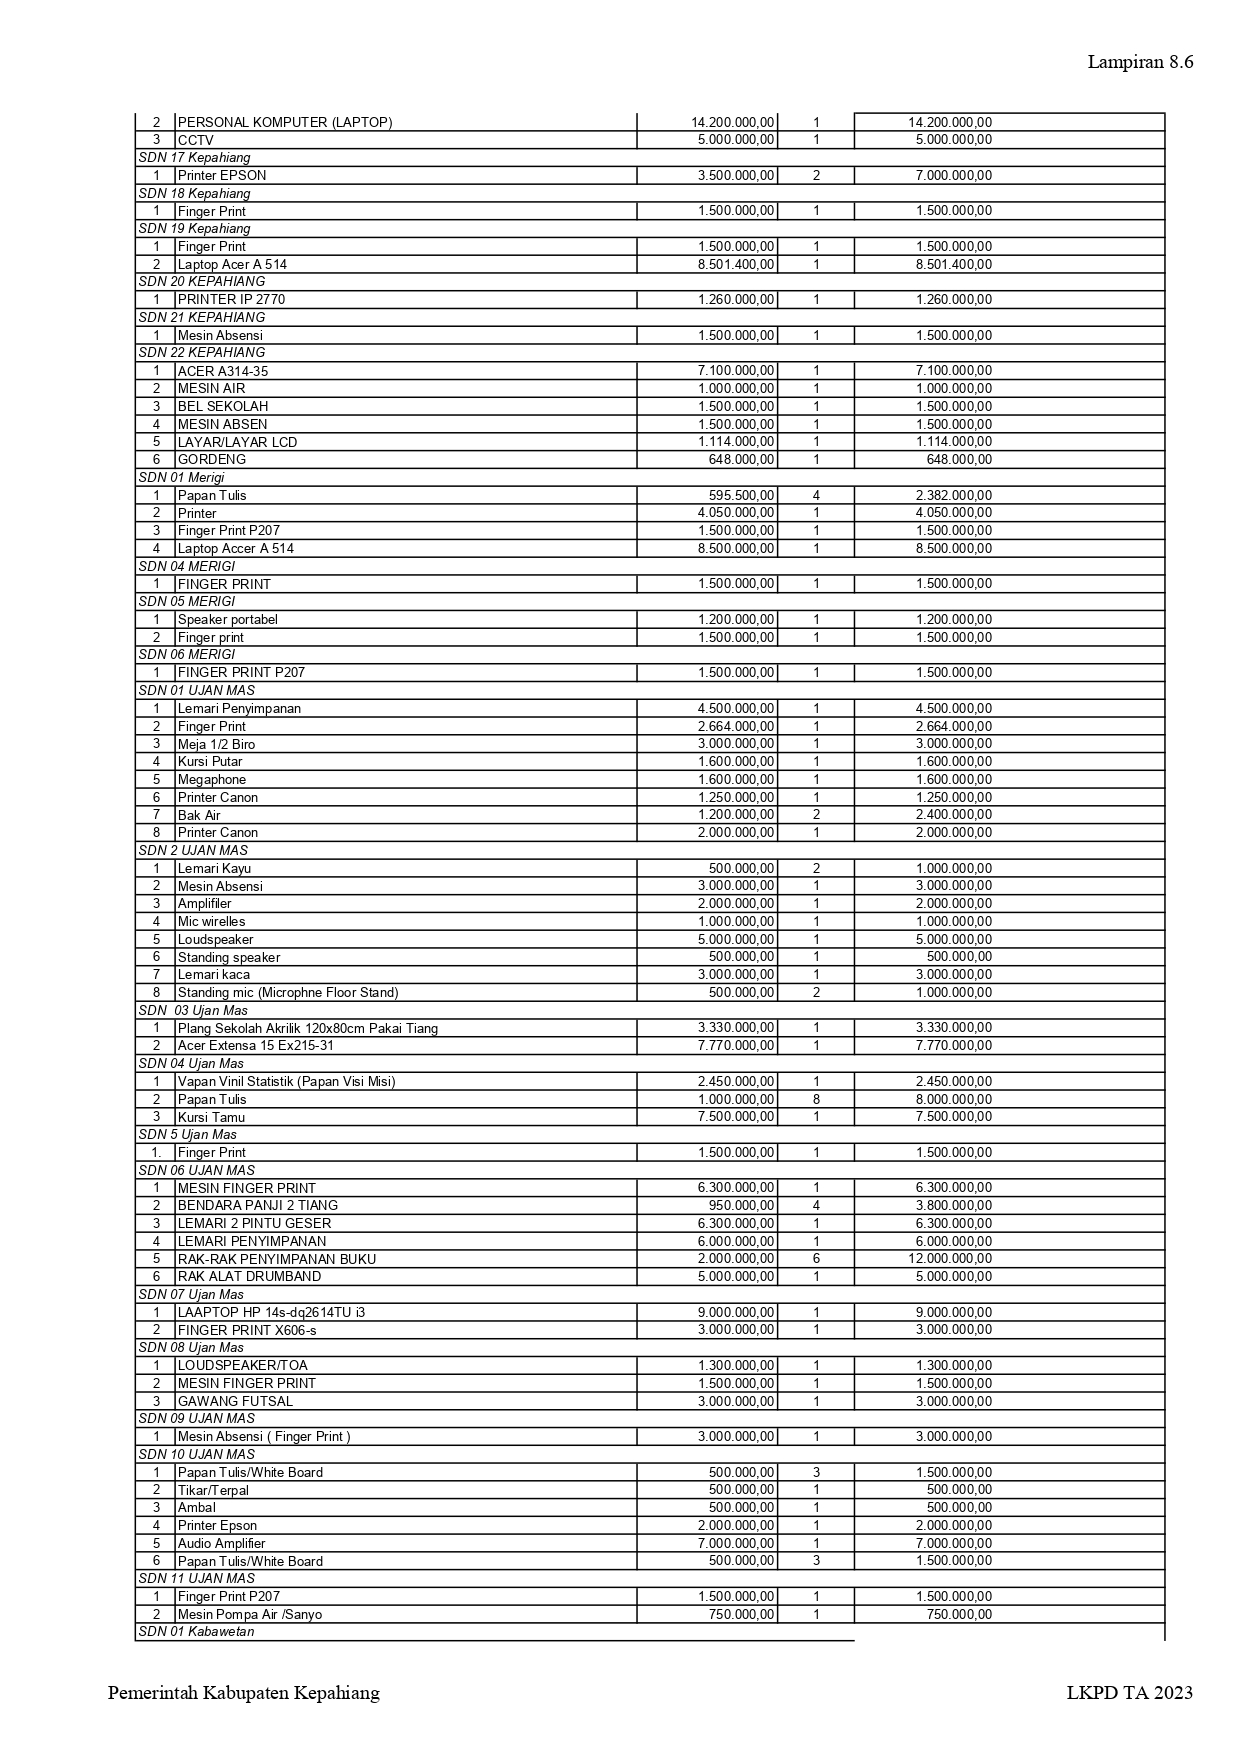 Lampiran 8.6
2 PERSONAL KOMPUTER (LAPTOP) 14.200.000,00 1 14.200.000,00
3 CCTV 5.000.000,00 1 5.000.000,00
SDN 17 Kepahiang
1 Printer EPSON 3.500.000,00 2 7.000.000,00
SDN 18 Kepahiang
1 Finger Print 1.500.000,00 1 1.500.000,00
SDN 19 Kepahiang
1 Finger Print 1.500.000,00 1 1.500.000,00
2 Laptop Acer A 514 8.501.400,00 1 8.501.400,00
SDN 20 KEPAHIANG
1 PRINTER IP 2770 1.260.000,00 1 1.260.000,00
SDN 21 KEPAHIANG
1 Mesin Absensi 1.500.000,00 1 1.500.000,00
SDN 22 KEPAHIANG
1 ACER A314-35 7.100.000,00 1 7.100.000,00
2 MESIN AIR 1.000.000,00 1 1.000.000,00
3 BEL SEKOLAH 1.500.000,00 1 1.500.000,00
4 MESIN ABSEN 1.500.000,00 1 1.500.000,00
5 LAYAR/LAYAR LCD 1.114.000,00 1 1.114.000,00
6 GORDENG 648.000,00 1 648.000,00
SDN 01 Merigi
1 Papan Tulis 595.500,00 4 2.382.000,00
2 Printer 4.050.000,00 1 4.050.000,00
3 Finger Print P207 1.500.000,00 1 1.500.000,00
4 Laptop Accer A 514 8.500.000,00 1 8.500.000,00
SDN 04 MERIGI
1 FINGER PRINT 1.500.000,00 1 1.500.000,00
SDN 05 MERIGI
1 Speaker portabel 1.200.000,00 1 1.200.000,00
2 Finger print 1.500.000,00 1 1.500.000,00
SDN 06 MERIGI
1 FINGER PRINT P207 1.500.000,00 1 1.500.000,00
SDN 01 UJAN MAS
1 Lemari Penyimpanan 4.500.000,00 1 4.500.000,00
2 Finger Print 2.664.000,00 1 2.664.000,00
3 Meja 1/2 Biro 3.000.000,00 1 3.000.000,00
4 Kursi Putar 1.600.000,00 1 1.600.000,00
5 Megaphone 1.600.000,00 1 1.600.000,00
6 Printer Canon 1.250.000,00 1 1.250.000,00
7 Bak Air 1.200.000,00 2 2.400.000,00
8 Printer Canon 2.000.000,00 1 2.000.000,00
SDN 2 UJAN MAS
1 Lemari Kayu 500.000,00 2 1.000.000,00
2 Mesin Absensi 3.000.000,00 1 3.000.000,00
3 Amplifiler 2.000.000,00 1 2.000.000,00
4 Mic wirelles 1.000.000,00 1 1.000.000,00
5 Loudspeaker 5.000.000,00 1 5.000.000,00
6 Standing speaker 500.000,00 1 500.000,00
7 Lemari kaca 3.000.000,00 1 3.000.000,00
8 Standing mic (Microphne Floor Stand) 500.000,00 2 1.000.000,00
SDN 03 Ujan Mas
1 Plang Sekolah Akrilik 120x80cm Pakai Tiang 3.330.000,00 1 3.330.000,00
2 Acer Extensa 15 Ex215-31 7.770.000,00 1 7.770.000,00
SDN 04 Ujan Mas
1 Vapan Vinil Statistik (Papan Visi Misi) 2.450.000,00 1 2.450.000,00
2 Papan Tulis 1.000.000,00 8 8.000.000,00
3 Kursi Tamu 7.500.000,00 1 7.500.000,00
SDN 5 Ujan Mas
1. Finger Print 1.500.000,00 1 1.500.000,00
SDN 06 UJAN MAS
1 MESIN FINGER PRINT 6.300.000,00 1 6.300.000,00
2 BENDARA PANJI 2 TIANG 950.000,00 4 3.800.000,00
3 LEMARI 2 PINTU GESER 6.300.000,00 1 6.300.000,00
4 LEMARI PENYIMPANAN 6.000.000,00 1 6.000.000,00
5 RAK-RAK PENYIMPANAN BUKU 2.000.000,00 6 12.000.000,00
6 RAK ALAT DRUMBAND 5.000.000,00 1 5.000.000,00
SDN 07 Ujan Mas
1 LAAPTOP HP 14s-dq2614TU i3 9.000.000,00 1 9.000.000,00
2 FINGER PRINT X606-s 3.000.000,00 1 3.000.000,00
SDN 08 Ujan Mas
1 LOUDSPEAKER/TOA 1.300.000,00 1 1.300.000,00
2 MESIN FINGER PRINT 1.500.000,00 1 1.500.000,00
3 GAWANG FUTSAL 3.000.000,00 1 3.000.000,00
SDN 09 UJAN MAS
1 Mesin Absensi ( Finger Print ) 3.000.000,00 1 3.000.000,00
SDN 10 UJAN MAS
1 Papan Tulis/White Board 500.000,00 3 1.500.000,00
2 Tikar/Terpal 500.000,00 1 500.000,00
3 Ambal 500.000,00 1 500.000,00
4 Printer Epson 2.000.000,00 1 2.000.000,00
5 Audio Amplifier 7.000.000,00 1 7.000.000,00
6 Papan Tulis/White Board 500.000,00 3 1.500.000,00
SDN 11 UJAN MAS
1 Finger Print P207 1.500.000,00 1 1.500.000,00
2 Mesin Pompa Air /Sanyo 750.000,00 1 750.000,00
SDN 01 Kabawetan
Pemerintah Kabupaten Kepahiang LKPD TA 2023